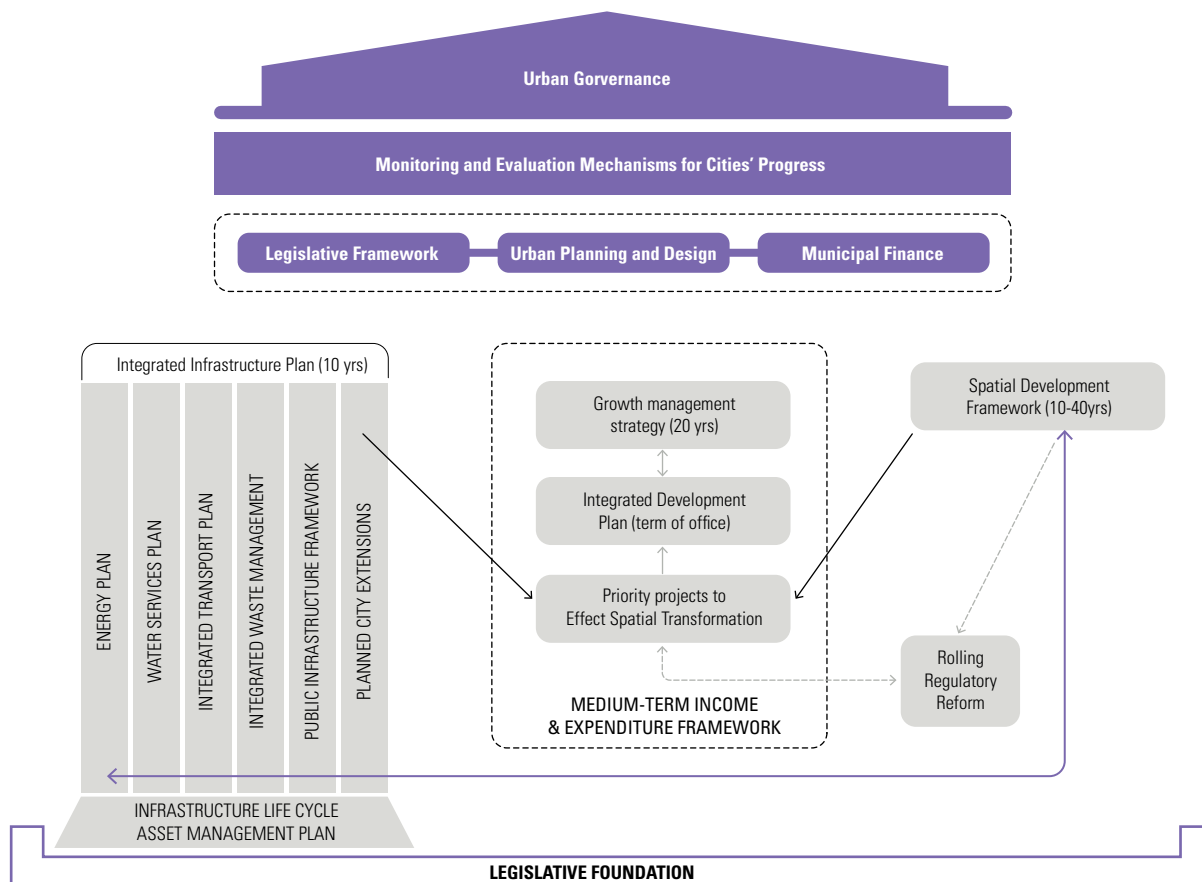 Urban Gorvernance
Monitoring and Evaluation Mechanisms for Cities’ Progress
Legislative Framework
Urban Planning and Design
Municipal Finance
Integrated Infrastructure Plan (10 yrs)
ENERGY PLAN
WATER SERVICES PLAN
INTEGRATED TRANSPORT PLAN
INTEGRATED WASTE MANAGEMENT
PUBLIC INFRASTRUCTURE FRAMEWORK
PLANNED CITY EXTENSIONS
INFRASTRUCTURE LIFE CYCLE
ASSET MANAGEMENT PLAN
Growth management
strategy (20 yrs)
Integrated Development
Plan (term of office)
Priority projects to
Effect Spatial Transformation
MEDIUM-TERM INCOME
& EXPENDITURE FRAMEWORK
Spatial Development
Framework (10-40yrs)
Rolling
Regulatory
Reform
LEGISLATIVE FOUNDATION